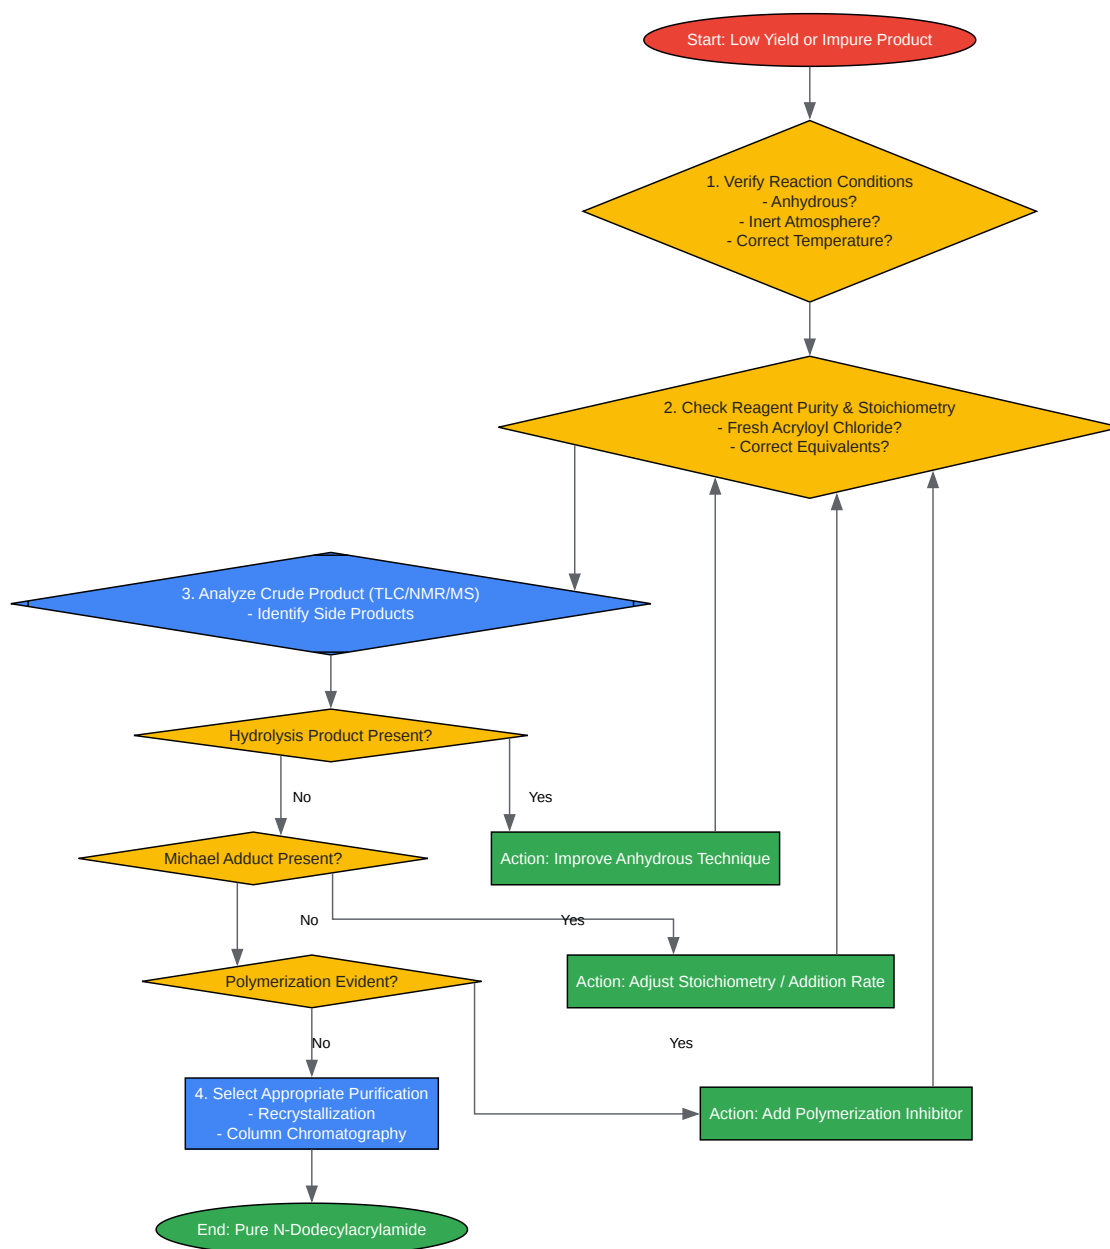 Start: Low Yield or Impure Product
1. Verify Reaction Conditions
- Anhydrous?
- Inert Atmosphere?
- Correct Temperature?
2. Check Reagent Purity & Stoichiometry
- Fresh Acryloyl Chloride?
- Correct Equivalents?
3. Analyze Crude Product (TLC/NMR/MS)
- Identify Side Products
Hydrolysis Product Present?
No
Yes
Action: Improve Anhydrous Technique
Michael Adduct Present?
No
Yes
Action: Adjust Stoichiometry / Addition Rate
Polymerization Evident?
No
Yes
4. Select Appropriate Purification
- Recrystallization
- Column Chromatography
Action: Add Polymerization Inhibitor
End: Pure N-Dodecylacrylamide